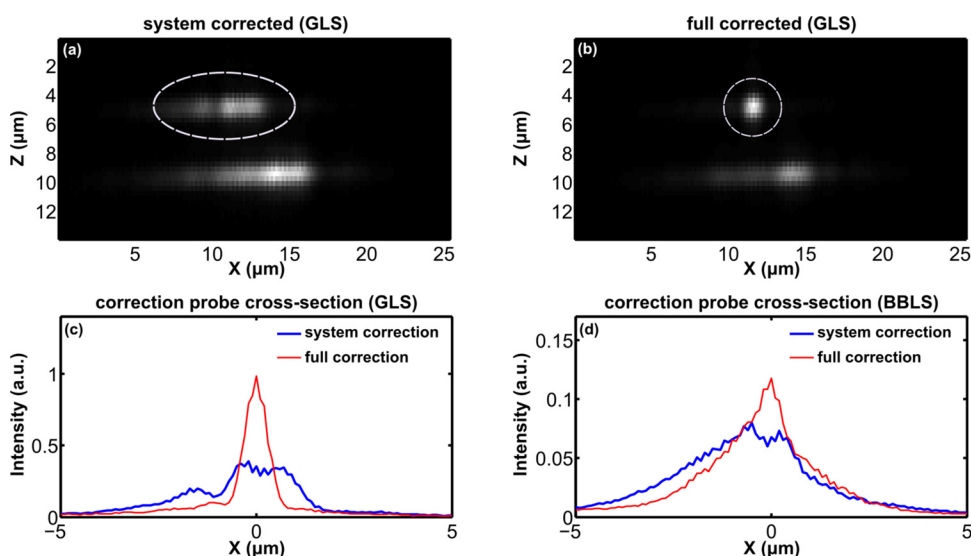 system corrected (GLS)
full corrected (GLS)
(a)
2
4
6
8
10
12
Z (µm)
5
10
15
20
25
X (µm)
(b)
2
4
6
8
10
12
Z (µm)
5
10
15
20
25
X (µm)
correction probe cross-section (GLS)
correction probe cross-section (BBLS)
(c)
system correction
full correction
1
0.5
0
Intensity (a.u.)
−5
0
5
X (µm)
(d)
system correction
full correction
0.15
0.1
0.05
0
Intensity (a.u.)
−5
0
5
X (µm)